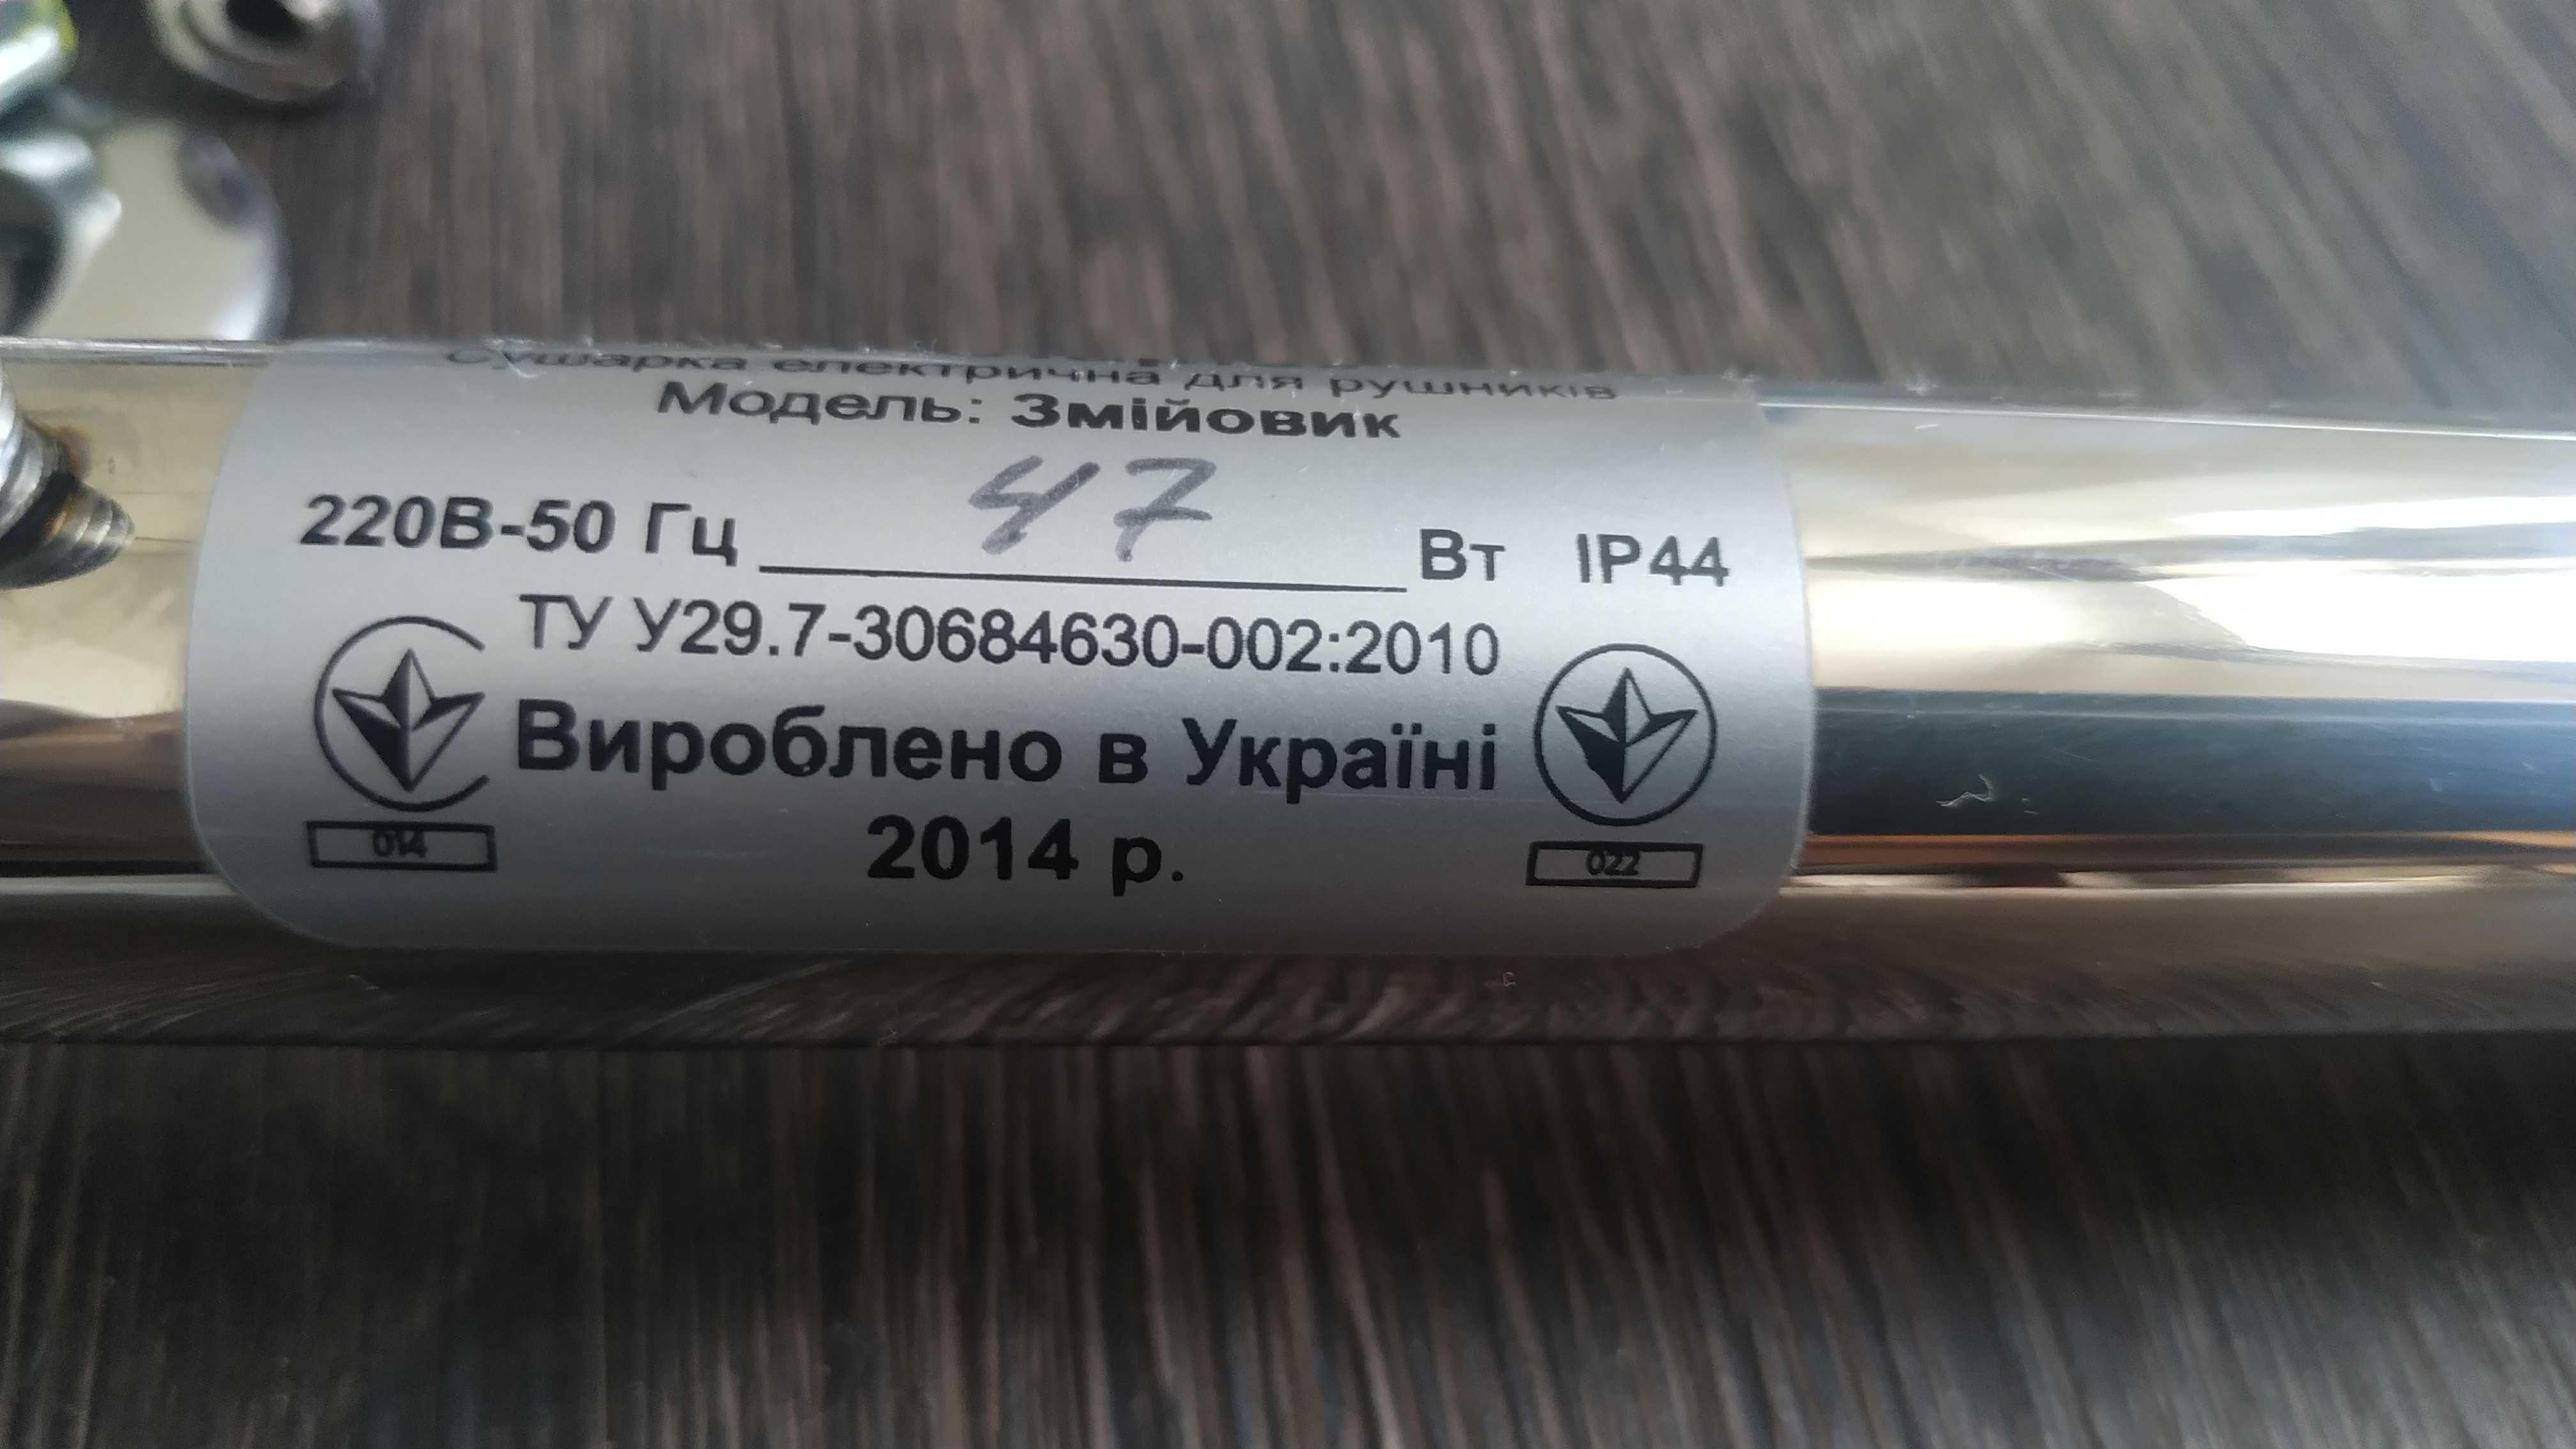 Сушарка електрична для рушників
Модель: Змійовик
220В-50 Гц 47 Вт IP44
ТУ У29.7-30684630-002:2010
Вироблено в Україні
2014 р.
014
022